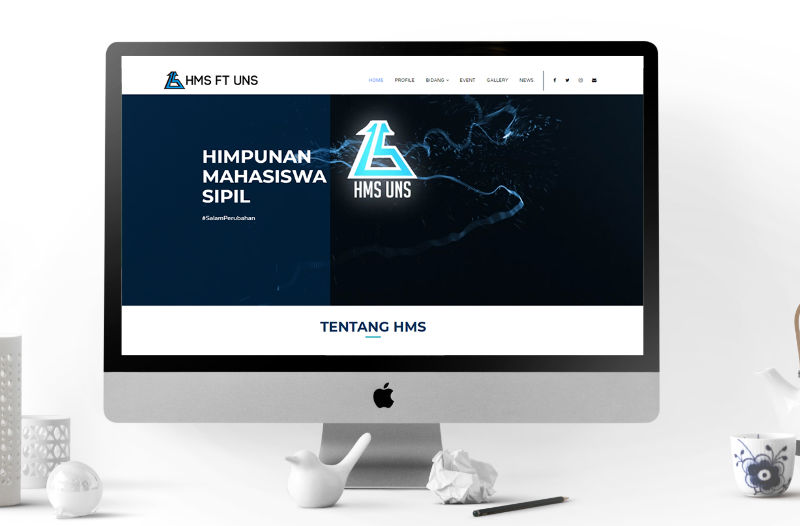 HMS FT UNS
HOME PROFILE BIDANG EVENT GALLERY NEWS
HIMPUNAN
MAHASISWA
SIPIL
#SalamPerubahan
HMS UNS
TENTANG HMS